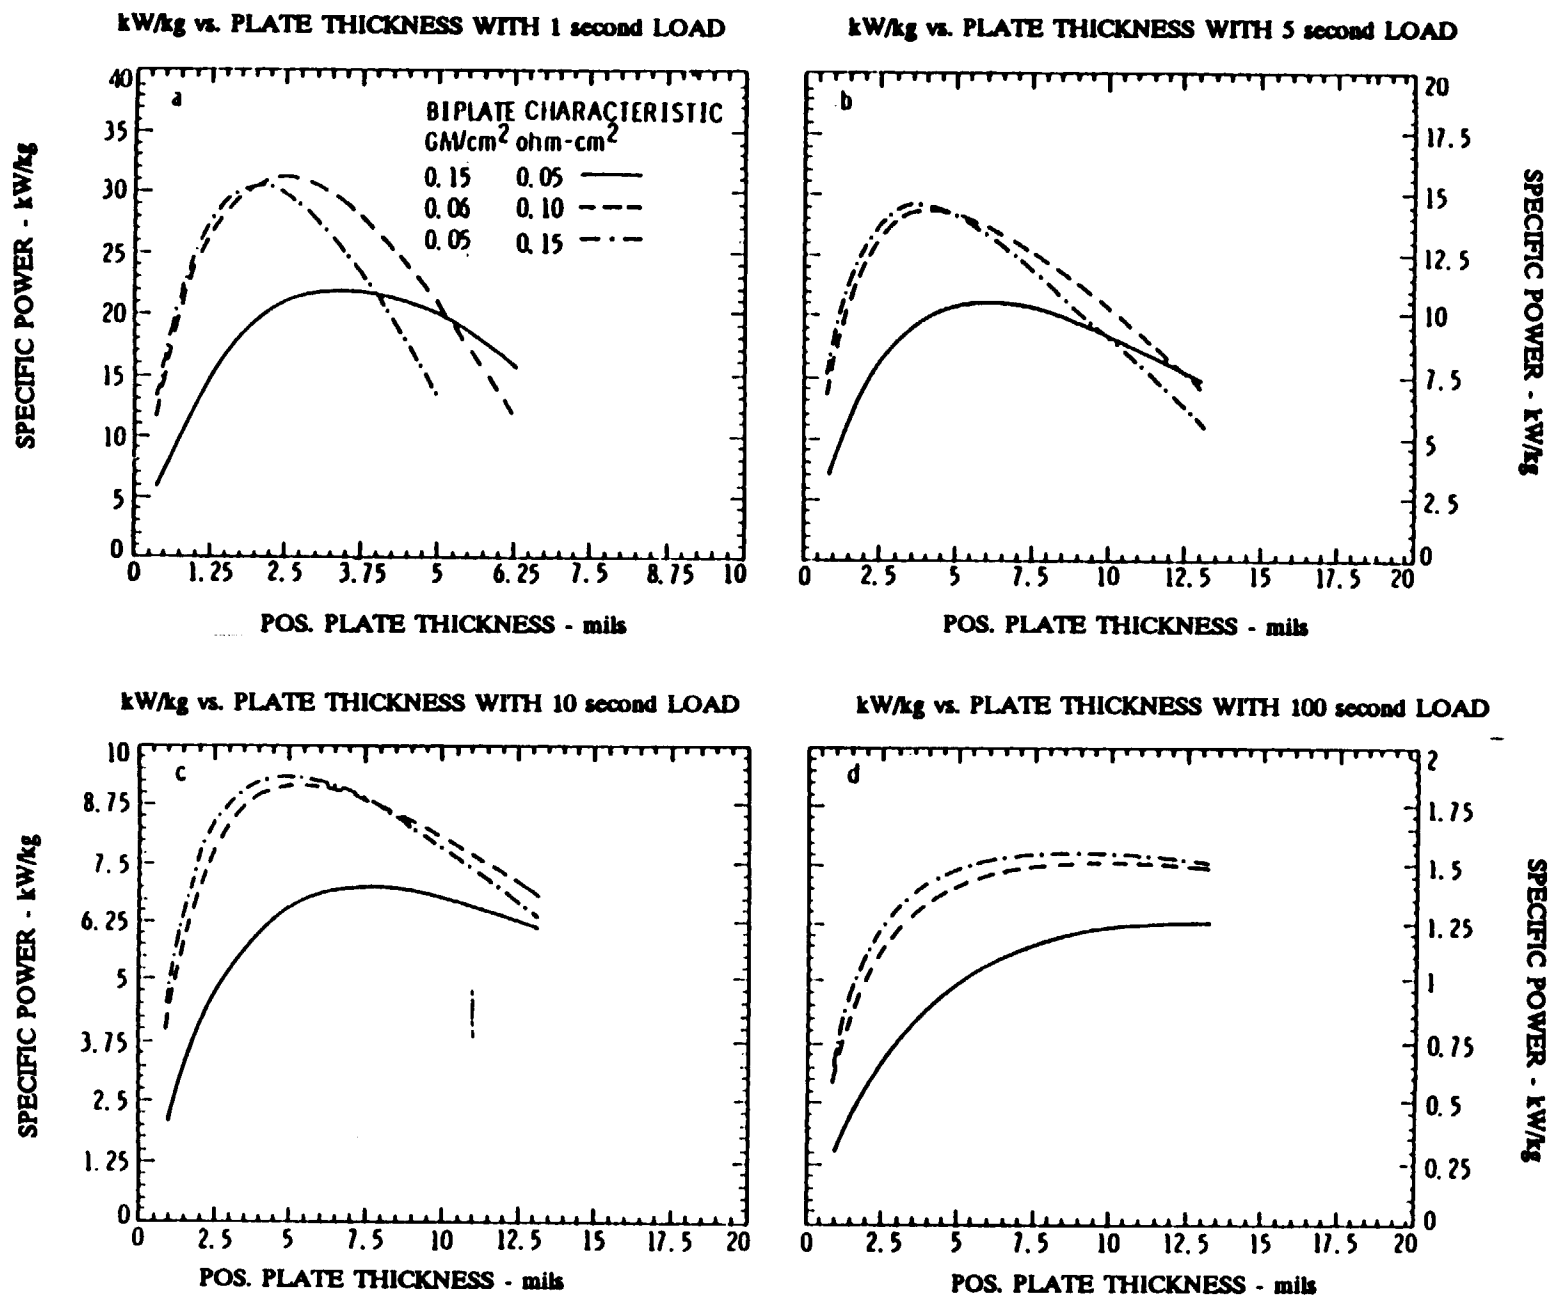 kW/kg vs. PLATE THICKNESS WITH 1 second LOAD
SPECIFIC POWER - kW/kg
40
35
30
25
20
15
10
5
0
a
BIPLATE CHARACTERISTIC
GM/cm² ohm-cm²
0.15 0.05
0.06 0.10
0.05 0.15
0 1.25 2.5 3.75 5 6.25 7.5 8.75 10
POS. PLATE THICKNESS - mils
kW/kg vs. PLATE THICKNESS WITH 5 second LOAD
b
20
17.5
15
12.5
10
7.5
5
2.5
0
SPECIFIC POWER - kW/kg
0 2.5 5 7.5 10 12.5 15 17.5 20
POS. PLATE THICKNESS - mils
kW/kg vs. PLATE THICKNESS WITH 10 second LOAD
SPECIFIC POWER - kW/kg
10
8.75
7.5
6.25
5
3.75
2.5
1.25
0
c
0 2.5 5 7.5 10 12.5 15 17.5 20
POS. PLATE THICKNESS - mils
kW/kg vs. PLATE THICKNESS WITH 100 second LOAD
d
2
1.75
1.5
1.25
1
0.75
0.5
0.25
0
SPECIFIC POWER - kW/kg
0 2.5 5 7.5 10 12.5 15 17.5 20
POS. PLATE THICKNESS - mils